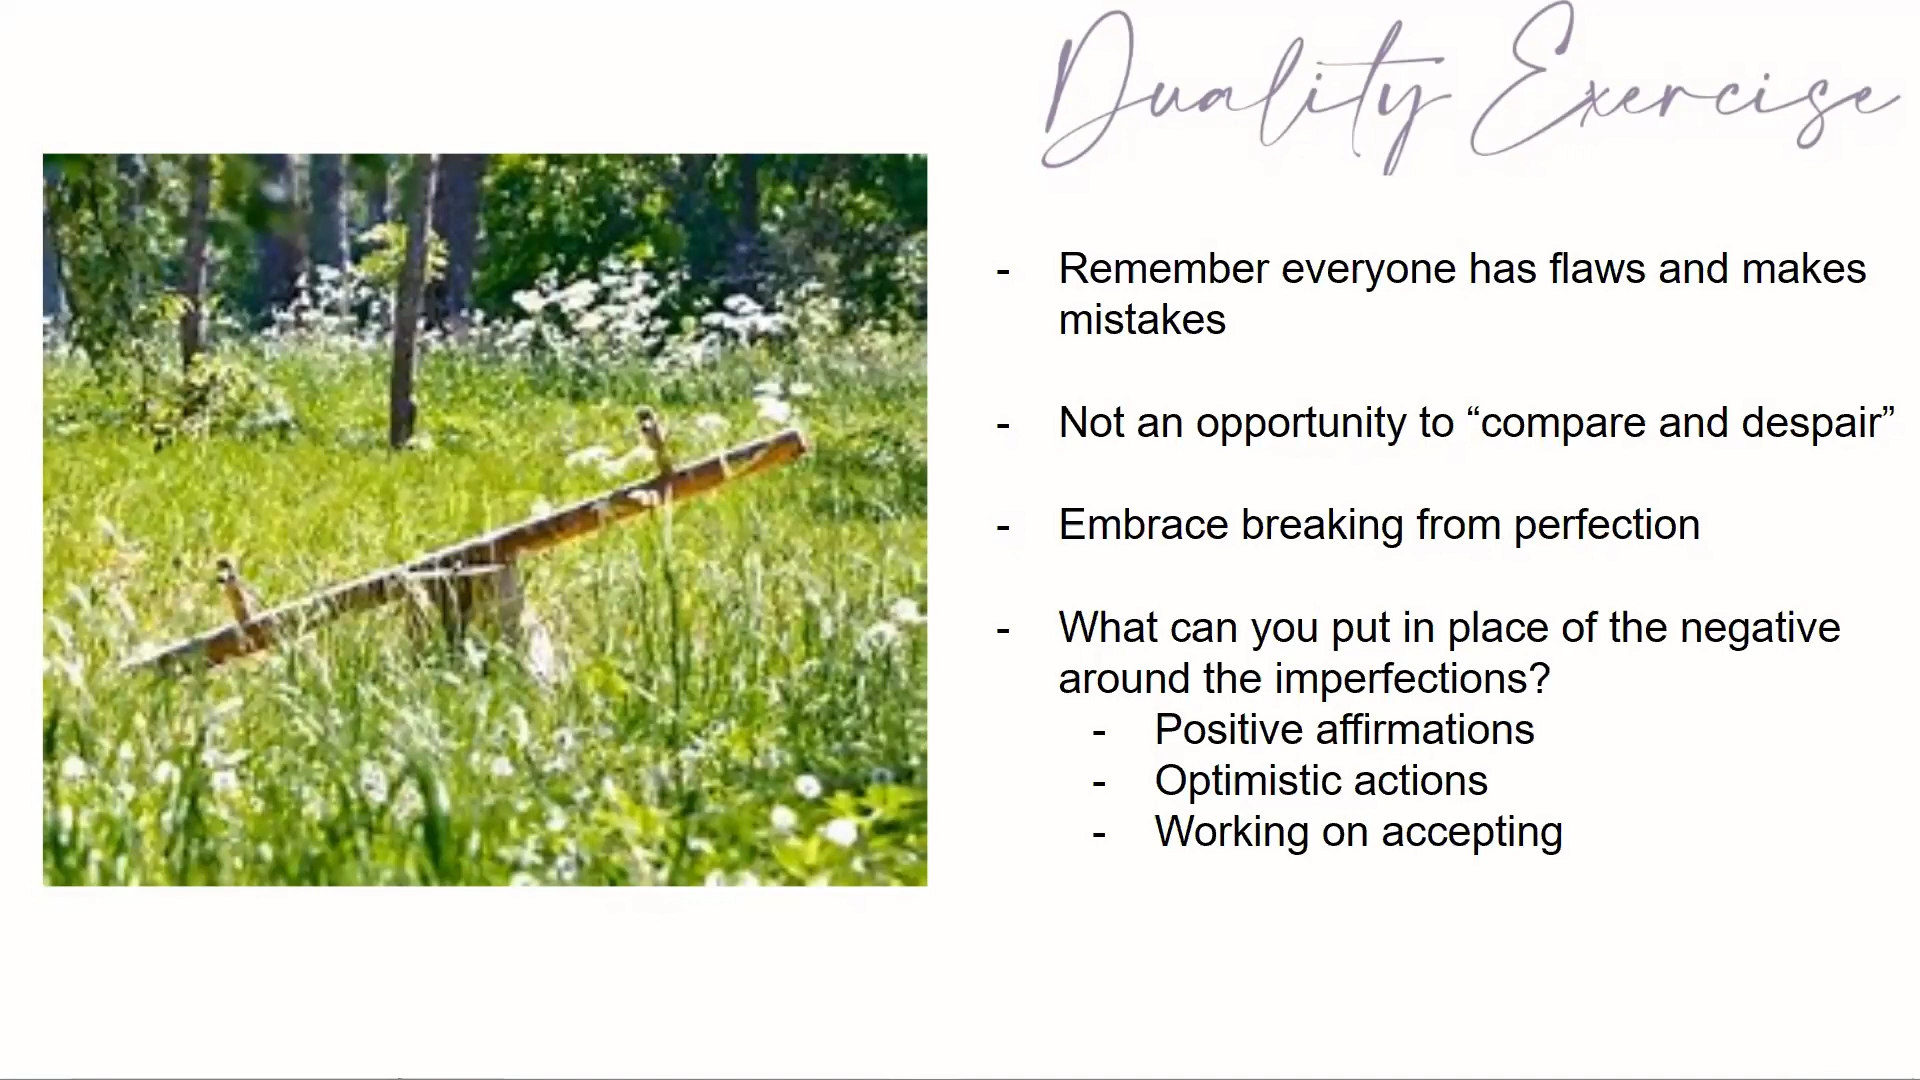 Duality Exercise
- Remember everyone has flaws and makes
mistakes
- Not an opportunity to “compare and despair”
- Embrace breaking from perfection
- What can you put in place of the negative
around the imperfections?
- Positive affirmations
- Optimistic actions
- Working on accepting